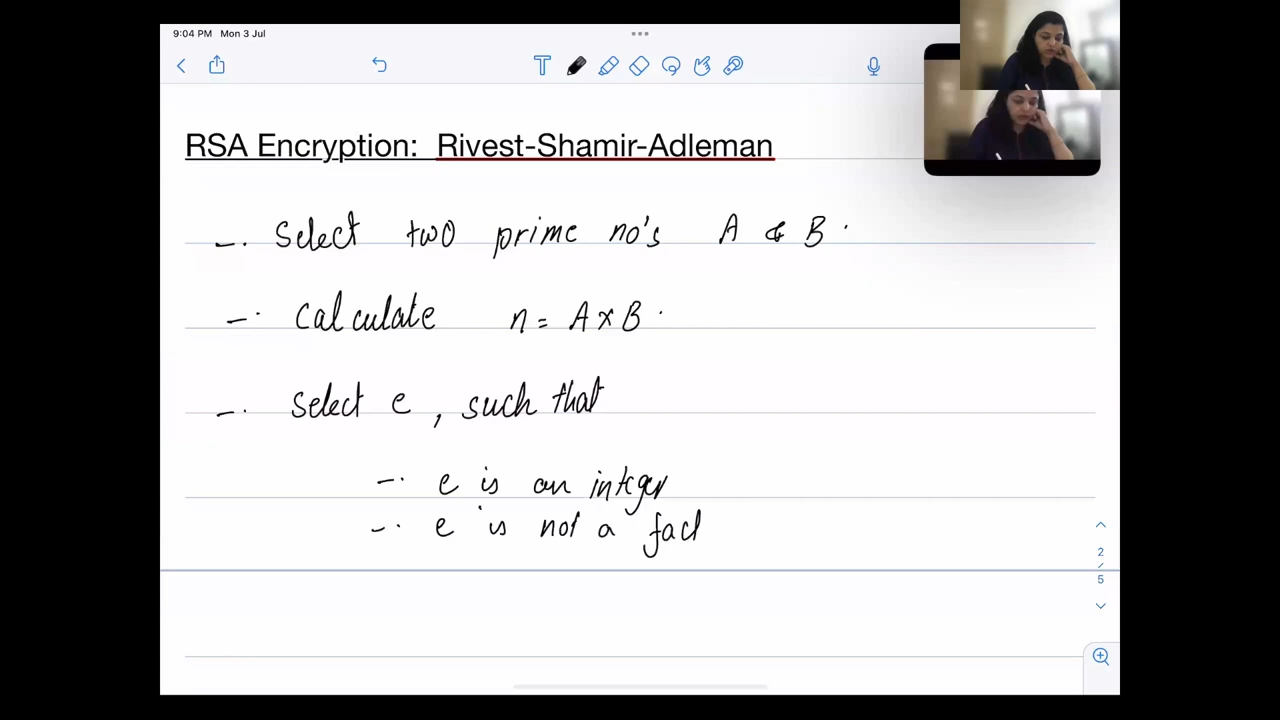 9:04 PM Mon 3 Jul
RSA Encryption: Rivest-Shamir-Adleman
-. Select two prime no's A & B.
-. Calculate n = A x B.
-. Select e, such that
-. e is an integer
-. e is not a fact
2
/
5